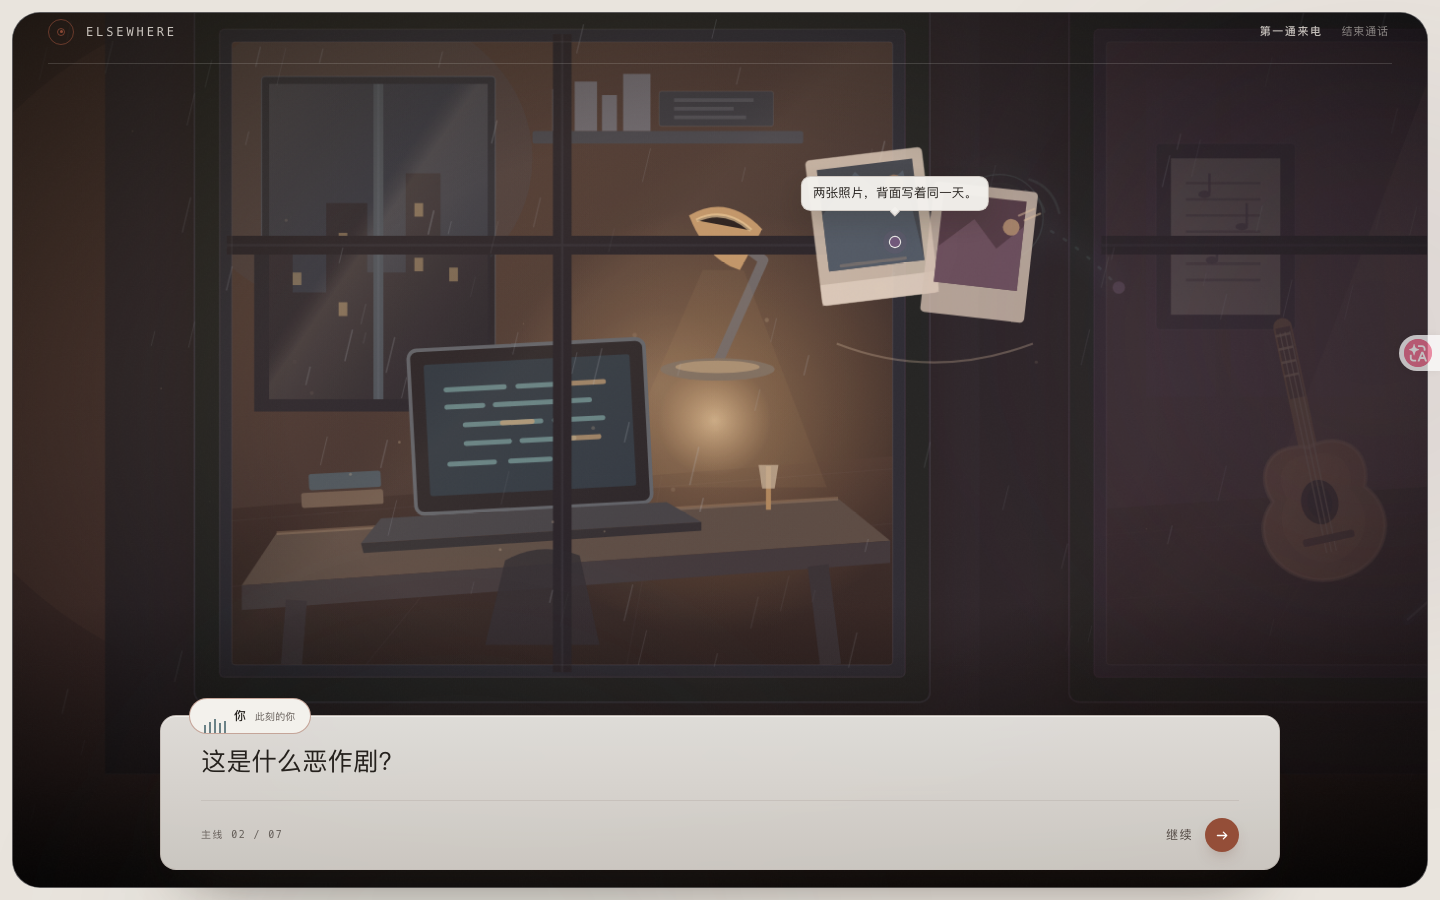 ELSEWHERE
第一通来电 结束通话
两张照片，背面写着同一天。
你 此刻的你
这是什么恶作剧？
主线 02 / 07
继续